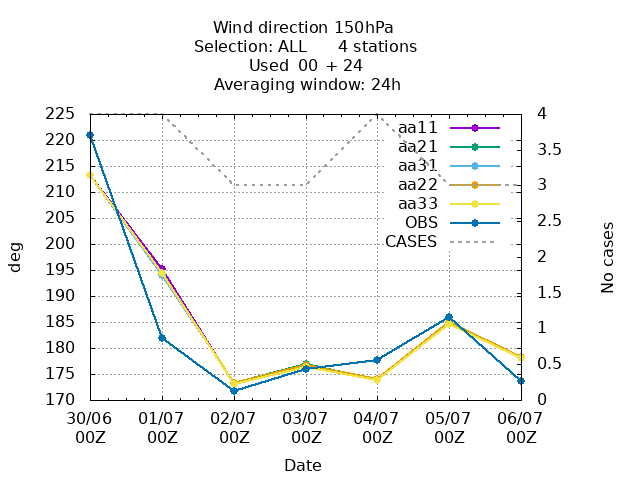 Wind direction 150hPa
Selection: ALL      4 stations
Used  00 + 24
Averaging window: 24h
225
220
215
210
205
200
195
190
185
180
175
170
deg
4
3.5
3
2.5
2
1.5
1
0.5
0
No cases
aa11
aa21
aa31
aa22
aa33
OBS
CASES
30/06 01/07 02/07 03/07 04/07 05/07 06/07
00Z 00Z 00Z 00Z 00Z 00Z 00Z
Date